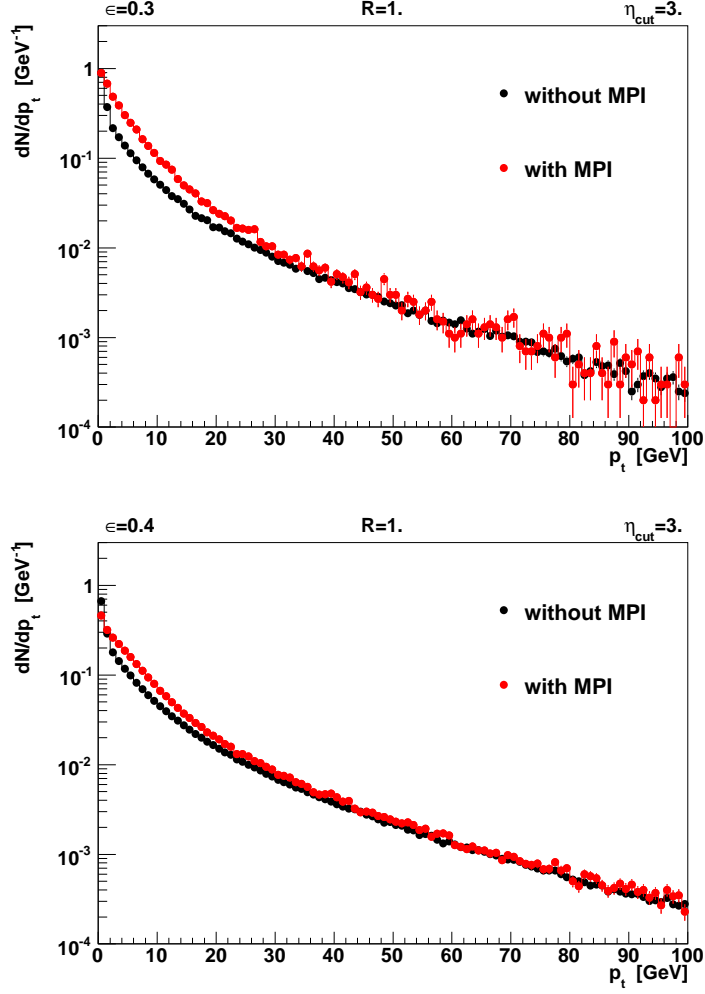 ∈=0.3 R=1. η_cut=3.
dN/dp_t [GeV⁻¹]
1
10⁻¹
10⁻²
10⁻³
10⁻⁴
without MPI
with MPI
0 10 20 30 40 50 60 70 80 90 100
p_t [GeV]
∈=0.4 R=1. η_cut=3.
dN/dp_t [GeV⁻¹]
1
10⁻¹
10⁻²
10⁻³
10⁻⁴
without MPI
with MPI
0 10 20 30 40 50 60 70 80 90 100
p_t [GeV]